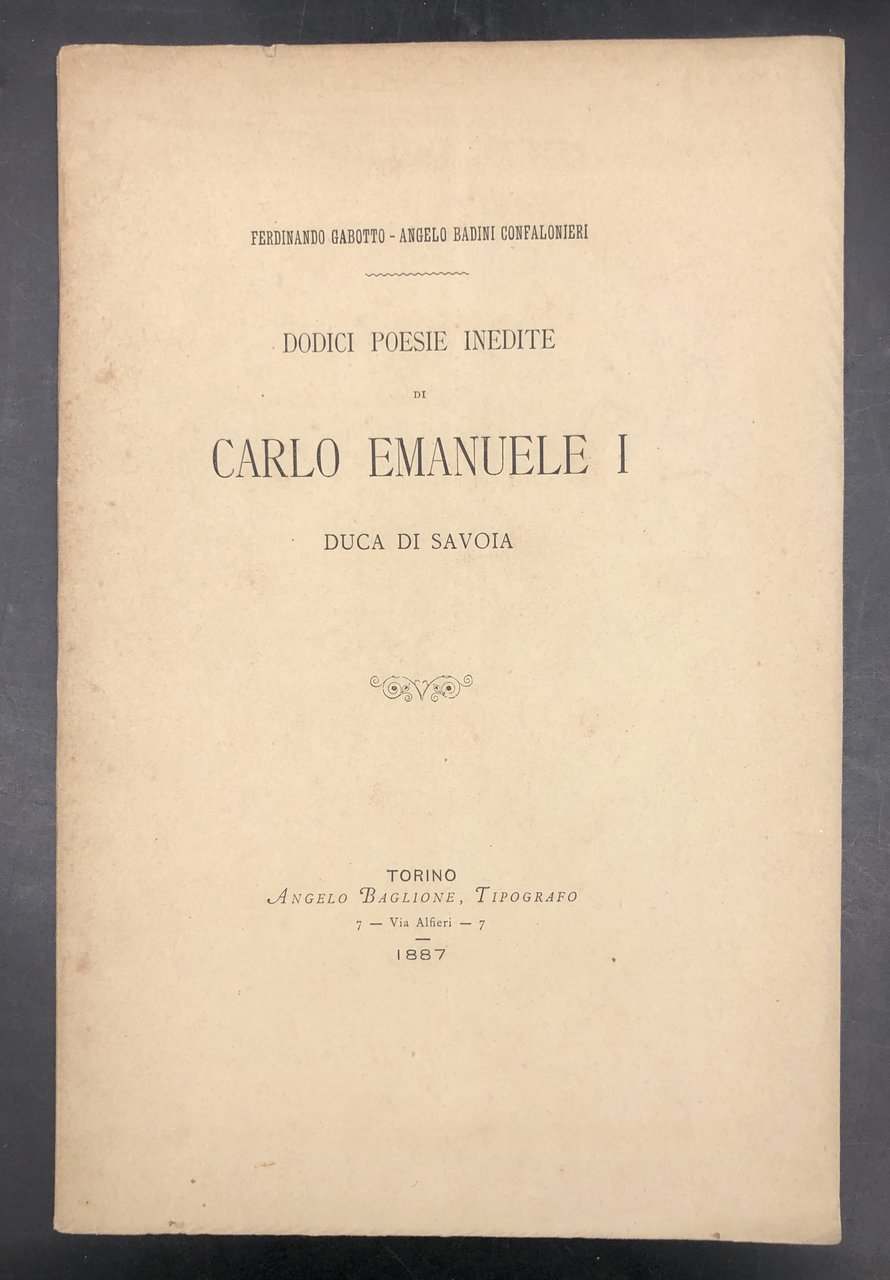 FERDINANDO GABOTTO - ANGELO BADINI CONFALONIERI
DODICI POESIE INEDITE
DI
CARLO EMANUELE I
DUCA DI SAVOIA
TORINO
ANGELO BAGLIONE, TIPOGRAFO
7 — Via Alfieri — 7
1887